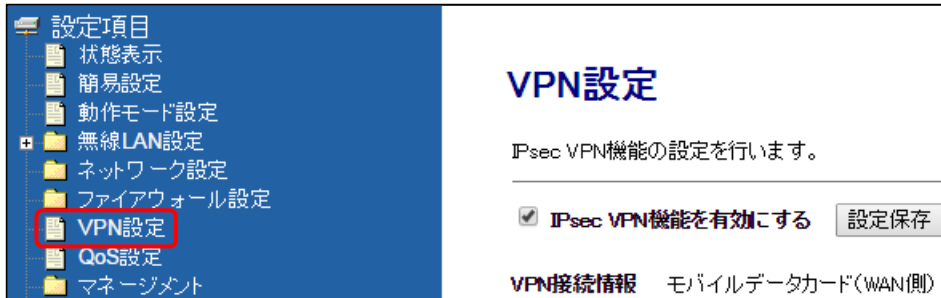 設定項目
状態表示
簡易設定
動作モード設定
無線LAN設定
ネットワーク設定
ファイアウォール設定
VPN設定
QoS設定
マネージメント
VPN設定
IPsec VPN機能の設定を行います。
IPsec VPN機能を有効にする 設定保存
VPN接続情報 モバイルデータカード(WAN側)